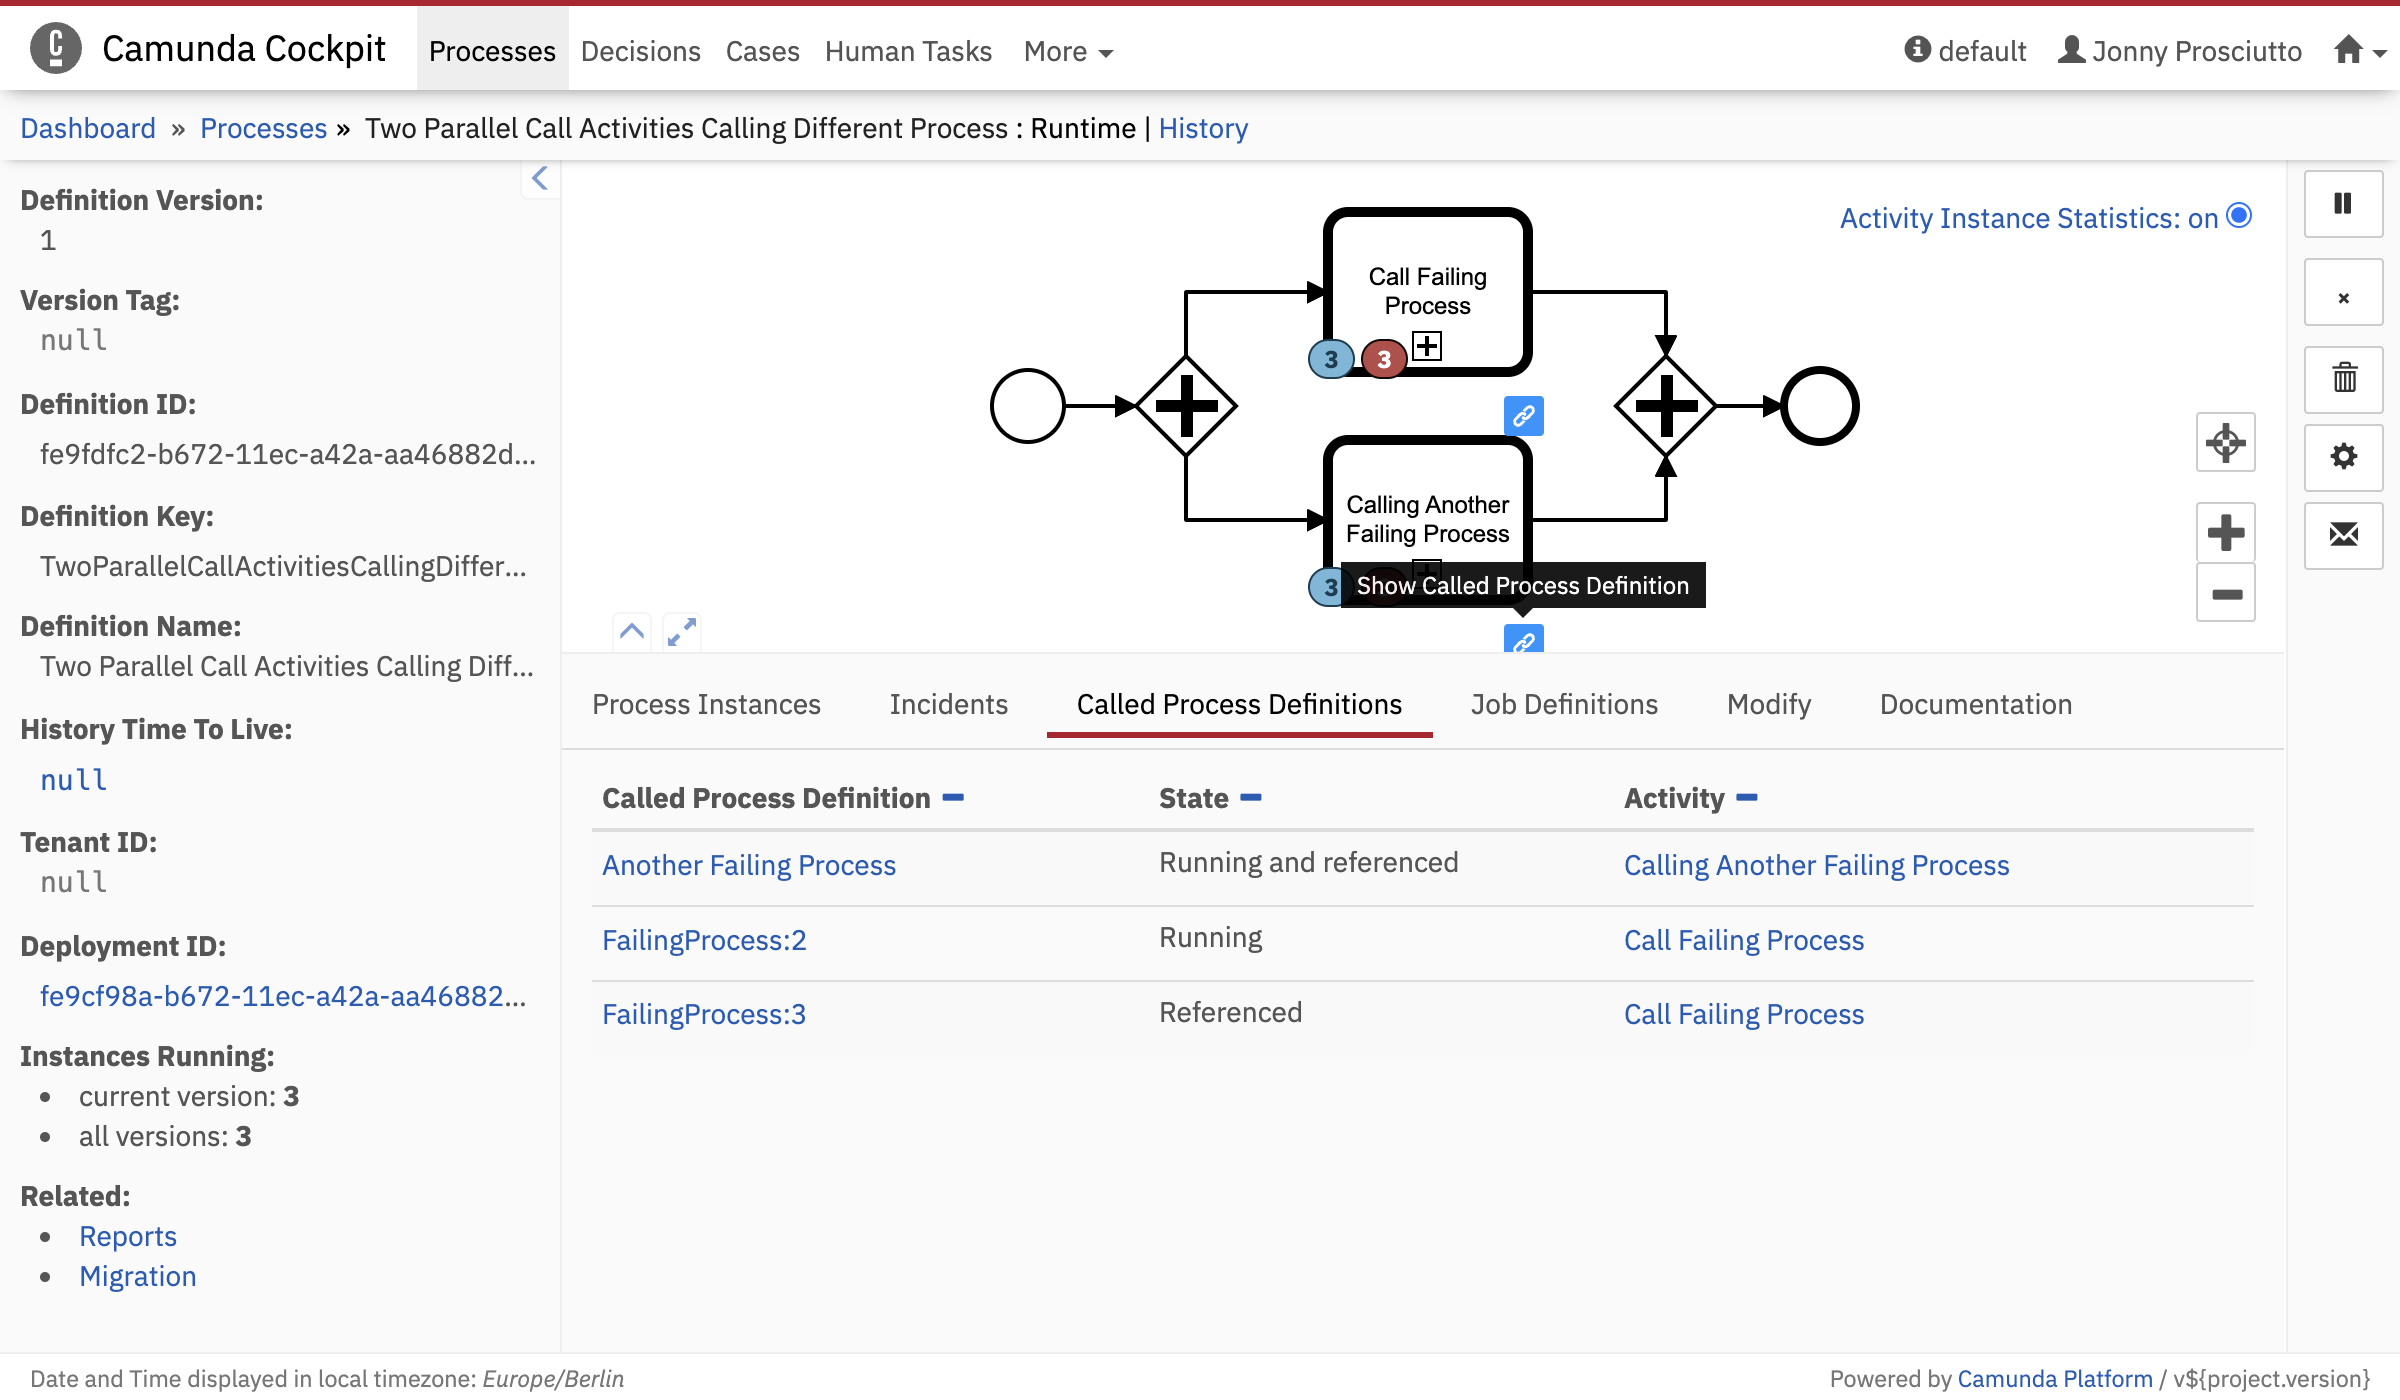 Camunda Cockpit Processes Decisions Cases Human Tasks More default Jonny Prosciutto
Dashboard » Processes » Two Parallel Call Activities Calling Different Process : Runtime | History
Definition Version:
1
Version Tag:
null
Definition ID:
fe9fdfc2-b672-11ec-a42a-aa46882d...
Definition Key:
TwoParallelCallActivitiesCallingDiffer...
Definition Name:
Two Parallel Call Activities Calling Diff...
History Time To Live:
null
Tenant ID:
null
Deployment ID:
fe9cf98a-b672-11ec-a42a-aa46882...
Instances Running:
• current version: 3
• all versions: 3
Related:
• Reports
• Migration
Activity Instance Statistics: on
Call Failing
Process
3 3
Calling Another
Failing Process
3
Show Called Process Definition
Process Instances Incidents Called Process Definitions Job Definitions Modify Documentation
Called Process Definition State Activity
Another Failing Process Running and referenced Calling Another Failing Process
FailingProcess:2 Running Call Failing Process
FailingProcess:3 Referenced Call Failing Process
Date and Time displayed in local timezone: Europe/Berlin
Powered by Camunda Platform / v${project.version}